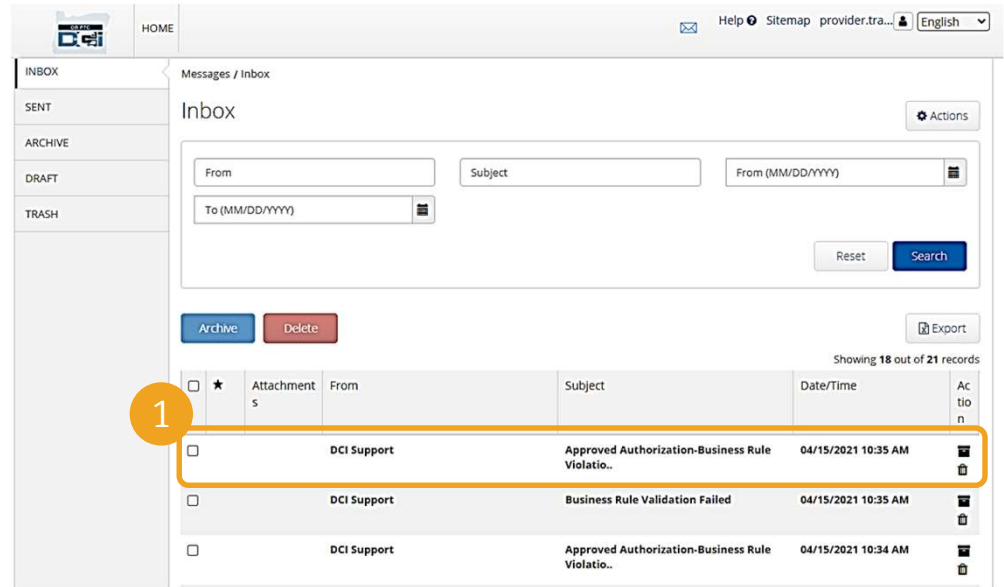 OR PTC
DCi
HOME
Help Sitemap provider.tra... English
INBOX
SENT
ARCHIVE
DRAFT
TRASH
Messages / Inbox
Inbox
Actions
From
Subject
From (MM/DD/YYYY)
To (MM/DD/YYYY)
Reset
Search
Archive
Delete
Export
Showing 18 out of 21 records
Attachment
s
From
Subject
Date/Time
Ac
tio
n
1
DCI Support
Approved Authorization-Business Rule
Violatio..
04/15/2021 10:35 AM
DCI Support
Business Rule Validation Failed
04/15/2021 10:35 AM
DCI Support
Approved Authorization-Business Rule
Violatio..
04/15/2021 10:34 AM